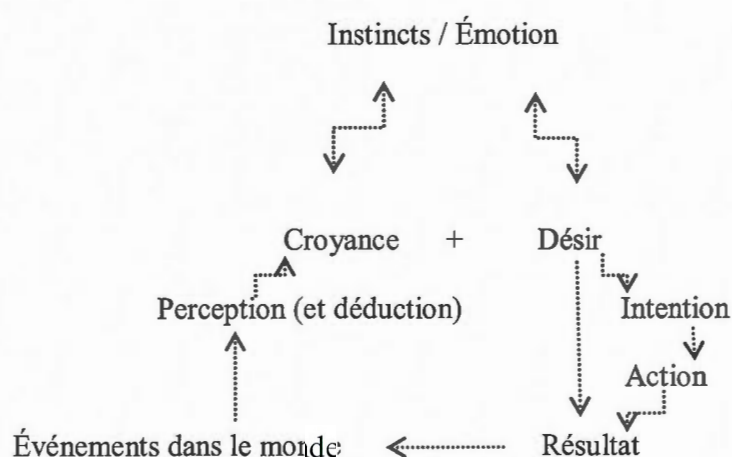 Instincts / Émotion
Croyance + Désir
Perception (et déduction) Intention
Action
Événements dans le monde Résultat